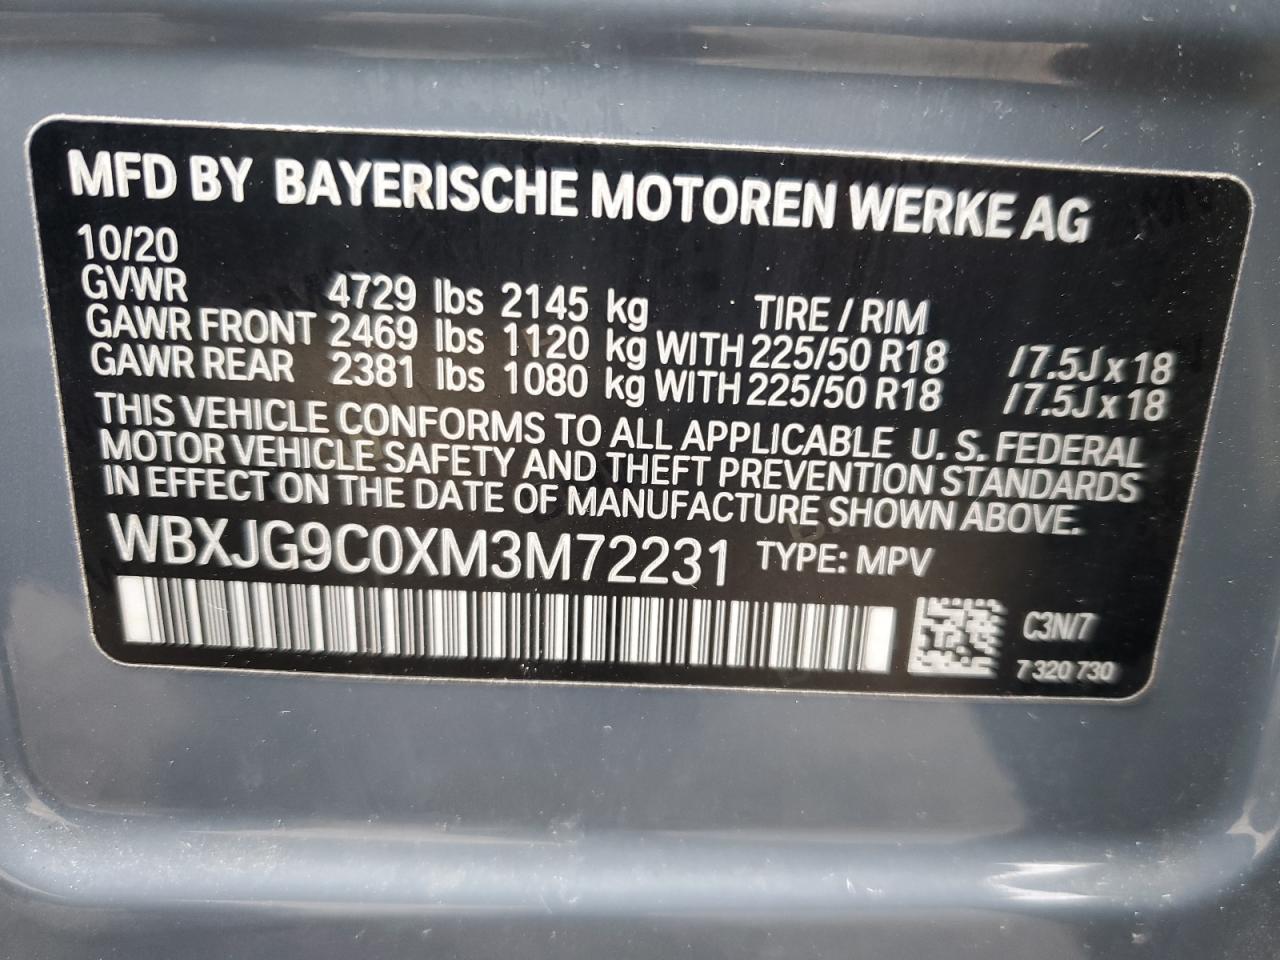 MFD BY BAYERISCHE MOTOREN WERKE AG
10/20
GVWR 4729 lbs 2145 kg TIRE / RIM
GAWR FRONT 2469 lbs 1120 kg WITH 225/50 R18 /7.5J x 18
GAWR REAR 2381 lbs 1080 kg WITH 225/50 R18 /7.5J x 18
THIS VEHICLE CONFORMS TO ALL APPLICABLE U. S. FEDERAL
MOTOR VEHICLE SAFETY AND THEFT PREVENTION STANDARDS
IN EFFECT ON THE DATE OF MANUFACTURE SHOWN ABOVE.
WBXJG9C0XM3M72231 TYPE: MPV
C3N/7
7 320 730